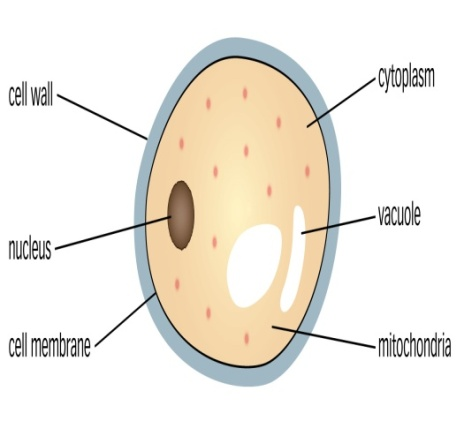 cell wall
cytoplasm
nucleus
vacuole
cell membrane
mitochondria